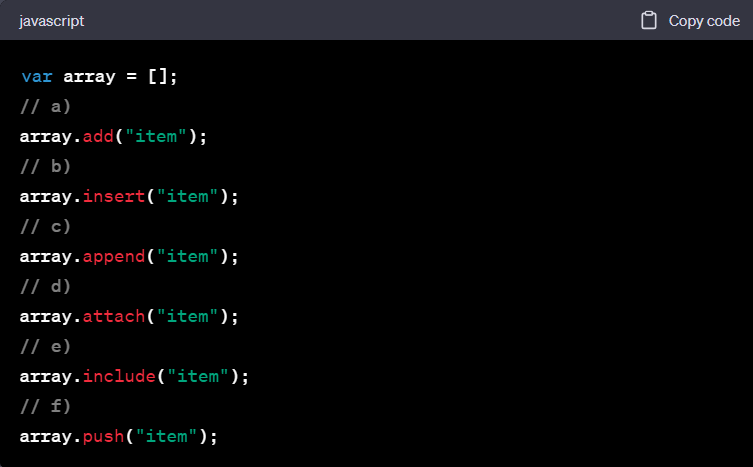 javascript
Copy code
var array = [];
// a)
array.add("item");
// b)
array.insert("item");
// c)
array.append("item");
// d)
array.attach("item");
// e)
array.include("item");
// f)
array.push("item");